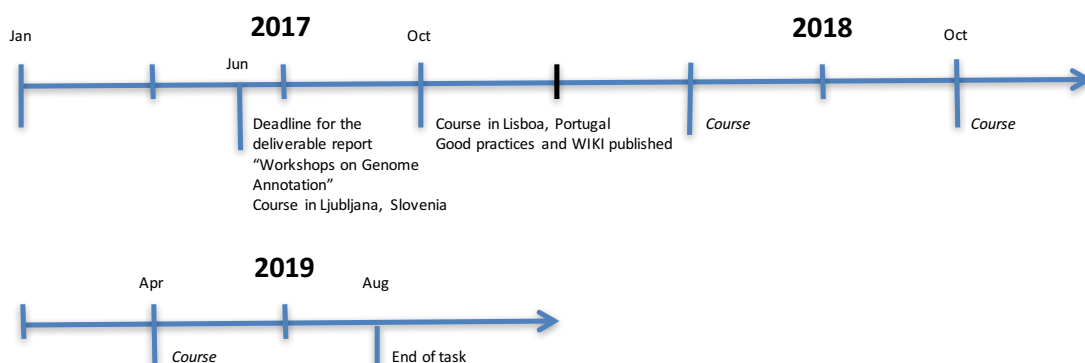 2017
2018
Jan
Oct
Oct
Jun
Deadline for the
deliverable report
“Workshops on Genome
Annotation”
Course in Ljubljana, Slovenia
Course in Lisboa, Portugal
Good practices and WIKI published
Course
Course
2019
Apr
Aug
Course
End of task